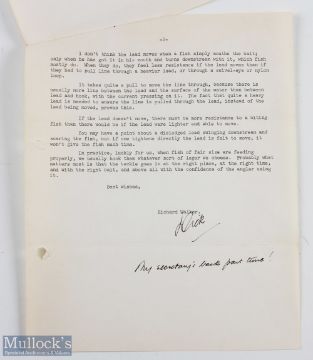 -2-
I don't think the lead moves when a fish simply mouths the bait;
only when he has got it in his mouth and turns downstream with it, which fish
mostly do. When they do, they feel less resistance if the lead moves than if
they had to pull line through a heavier lead, or through a swivel-eye or nylon
loop.
It takes quite a pull to move line through the lead, because there is
usually more line between the lead and the surface of the water than between
lead and hook, with the current pressing on it. The fact that quite a heavy
lead is needed to ensure the line is pulled through the lead, instead of the
lead being moved, proves this.
If the lead doesn't move, there must be more resistance to a biting
fish than there would be if the lead were lighter and able to move.
You may have a point about a dislodged lead swinging downstream and
scaring the fish, but if one tightens directly the lead is felt to move, it
won't give the fish much time.
In practice, luckily for us, when fish of fair size are feeding
properly, we usually hook them whatever sort of leger we choose. Probably what
matters most is that the tackle goes in at the right place, at the right time,
and with the right bait, and above all with the confidence of the angler using
it.
Best wishes,
Richard Walker
Dick
My secretary's back part time!
Mullock's
Specialist Auctioneers & Valuers